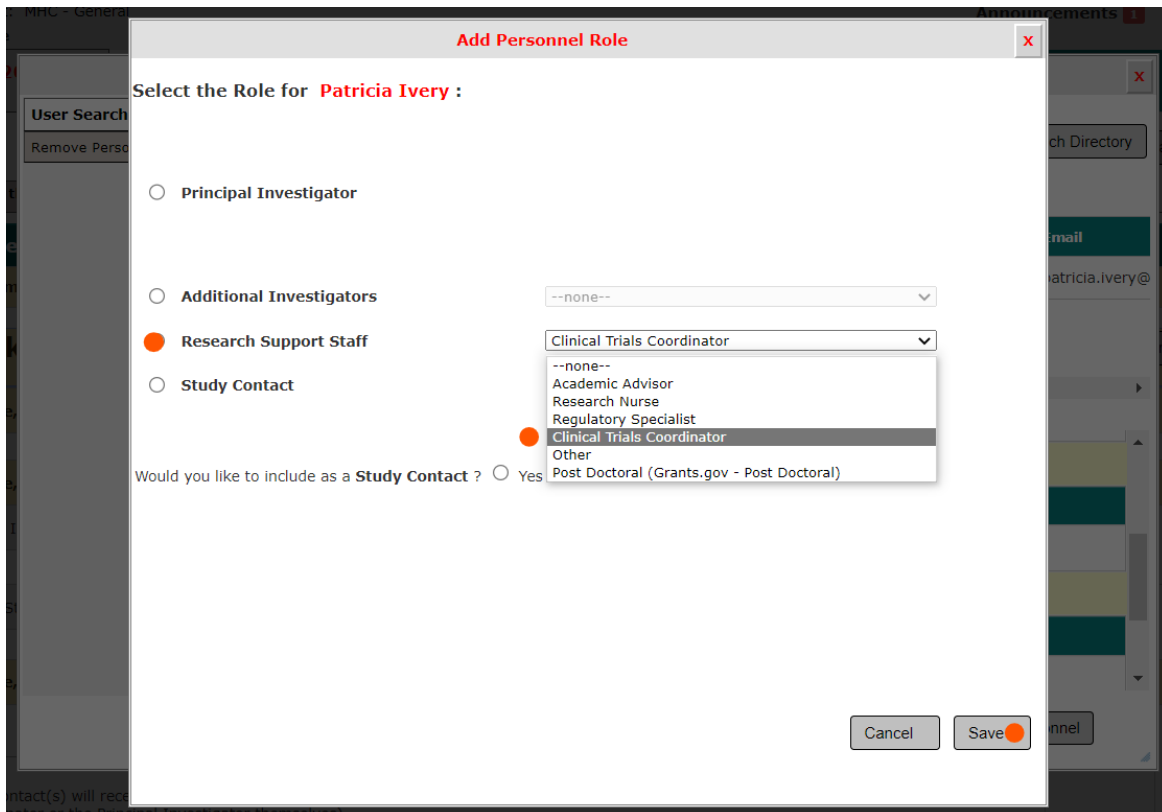 MHC - General
Announcements 1
Add Personnel Role
X
Select the Role for Patricia Ivery :
X
User Search
Remove Perso
ch Directory
Principal Investigator
Email
patricia.ivery@
Additional Investigators
--none--
Research Support Staff
Clinical Trials Coordinator
--none--
Study Contact
Academic Advisor
Research Nurse
Regulatory Specialist
Clinical Trials Coordinator
Other
Would you like to include as a Study Contact ? Yes
Post Doctoral (Grants.gov - Post Doctoral)
Cancel
Save
nnel
ontact(s) will rece